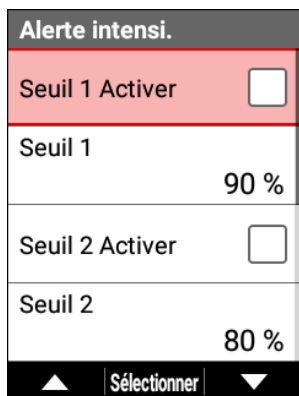 Alerte intensi.
Seuil 1 Activer
Seuil 1
90 %
Seuil 2 Activer
Seuil 2
80 %
Sélectionner